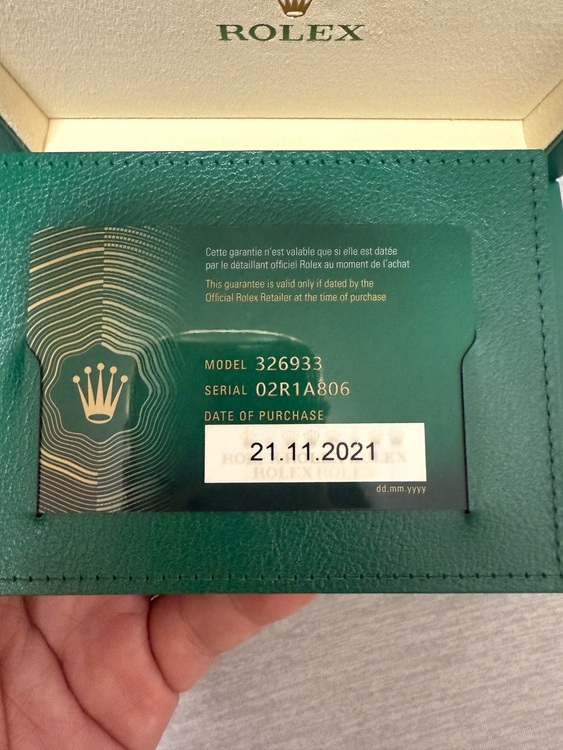 ROLEX
Cette garantie n'est valable que si elle est datée
par le détaillant officiel Rolex au moment de l'achat
This guarantee is valid only if dated by the
Official Rolex Retailer at the time of purchase
MODEL 326933
SERIAL 02R1A806
DATE OF PURCHASE
21.11.2021
ROLEX ROLEX
dd.mm.yyyy